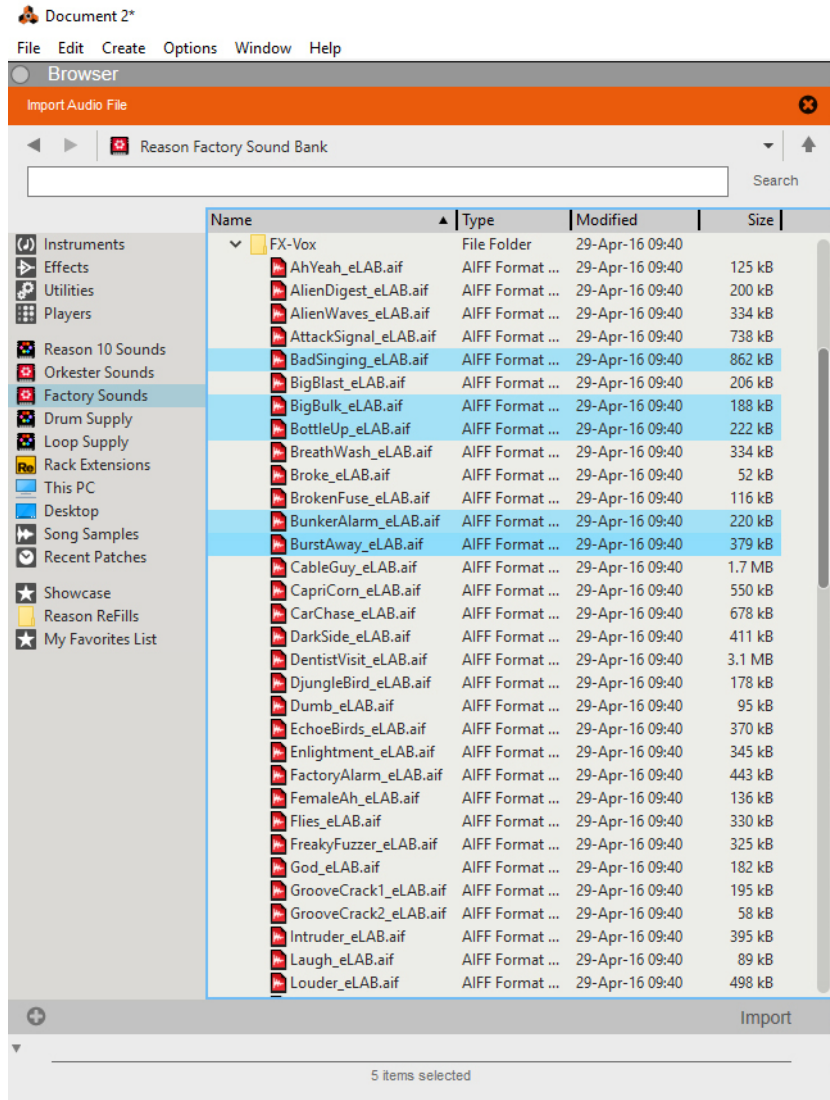 Document 2*
File Edit Create Options Window Help
Browser
Import Audio File
Reason Factory Sound Bank
Search
Instruments
Effects
Utilities
Players
Reason 10 Sounds
Orkester Sounds
Factory Sounds
Drum Supply
Loop Supply
Re Rack Extensions
This PC
Desktop
Song Samples
Recent Patches
Showcase
Reason ReFills
My Favorites List
Name Type Modified Size
FX-Vox File Folder 29-Apr-16 09:40
AhYeah_eLAB.aif AIFF Format ... 29-Apr-16 09:40 125 kB
AlienDigest_eLAB.aif AIFF Format ... 29-Apr-16 09:40 200 kB
AlienWaves_eLAB.aif AIFF Format ... 29-Apr-16 09:40 334 kB
AttackSignal_eLAB.aif AIFF Format ... 29-Apr-16 09:40 738 kB
BadSinging_eLAB.aif AIFF Format ... 29-Apr-16 09:40 862 kB
BigBlast_eLAB.aif AIFF Format ... 29-Apr-16 09:40 206 kB
BigBulk_eLAB.aif AIFF Format ... 29-Apr-16 09:40 188 kB
BottleUp_eLAB.aif AIFF Format ... 29-Apr-16 09:40 222 kB
BreathWash_eLAB.aif AIFF Format ... 29-Apr-16 09:40 334 kB
Broke_eLAB.aif AIFF Format ... 29-Apr-16 09:40 52 kB
BrokenFuse_eLAB.aif AIFF Format ... 29-Apr-16 09:40 116 kB
BunkerAlarm_eLAB.aif AIFF Format ... 29-Apr-16 09:40 220 kB
BurstAway_eLAB.aif AIFF Format ... 29-Apr-16 09:40 379 kB
CableGuy_eLAB.aif AIFF Format ... 29-Apr-16 09:40 1.7 MB
CapriCorn_eLAB.aif AIFF Format ... 29-Apr-16 09:40 550 kB
CarChase_eLAB.aif AIFF Format ... 29-Apr-16 09:40 678 kB
DarkSide_eLAB.aif AIFF Format ... 29-Apr-16 09:40 411 kB
DentistVisit_eLAB.aif AIFF Format ... 29-Apr-16 09:40 3.1 MB
DjungleBird_eLAB.aif AIFF Format ... 29-Apr-16 09:40 178 kB
Dumb_eLAB.aif AIFF Format ... 29-Apr-16 09:40 95 kB
EchoeBirds_eLAB.aif AIFF Format ... 29-Apr-16 09:40 370 kB
Enlightment_eLAB.aif AIFF Format ... 29-Apr-16 09:40 345 kB
FactoryAlarm_eLAB.aif AIFF Format ... 29-Apr-16 09:40 443 kB
FemaleAh_eLAB.aif AIFF Format ... 29-Apr-16 09:40 136 kB
Flies_eLAB.aif AIFF Format ... 29-Apr-16 09:40 330 kB
FreakyFuzzer_eLAB.aif AIFF Format ... 29-Apr-16 09:40 325 kB
God_eLAB.aif AIFF Format ... 29-Apr-16 09:40 182 kB
GrooveCrack1_eLAB.aif AIFF Format ... 29-Apr-16 09:40 195 kB
GrooveCrack2_eLAB.aif AIFF Format ... 29-Apr-16 09:40 58 kB
Intruder_eLAB.aif AIFF Format ... 29-Apr-16 09:40 395 kB
Laugh_eLAB.aif AIFF Format ... 29-Apr-16 09:40 89 kB
Louder_eLAB.aif AIFF Format ... 29-Apr-16 09:40 498 kB
Import
5 items selected